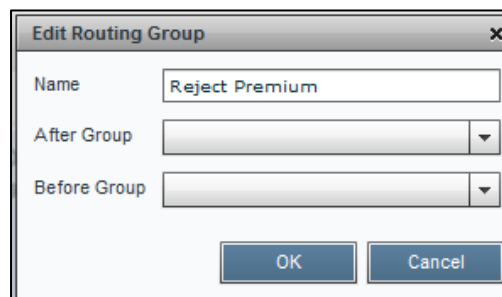 Edit Routing Group x
Name Reject Premium
After Group
Before Group
OK Cancel